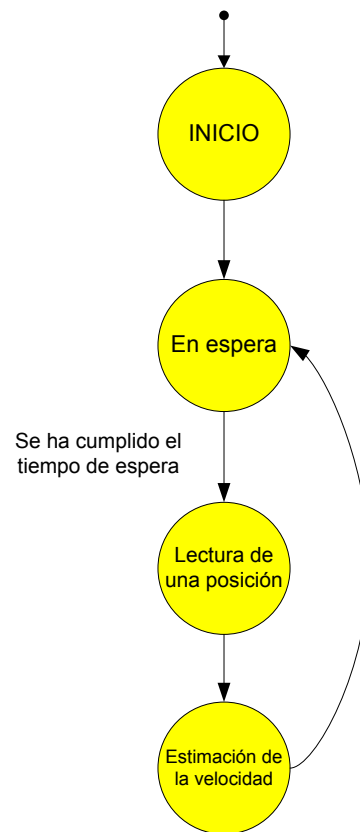 INICIO
En espera
Se ha cumplido el
tiempo de espera
Lectura de
una posición
Estimación de
la velocidad